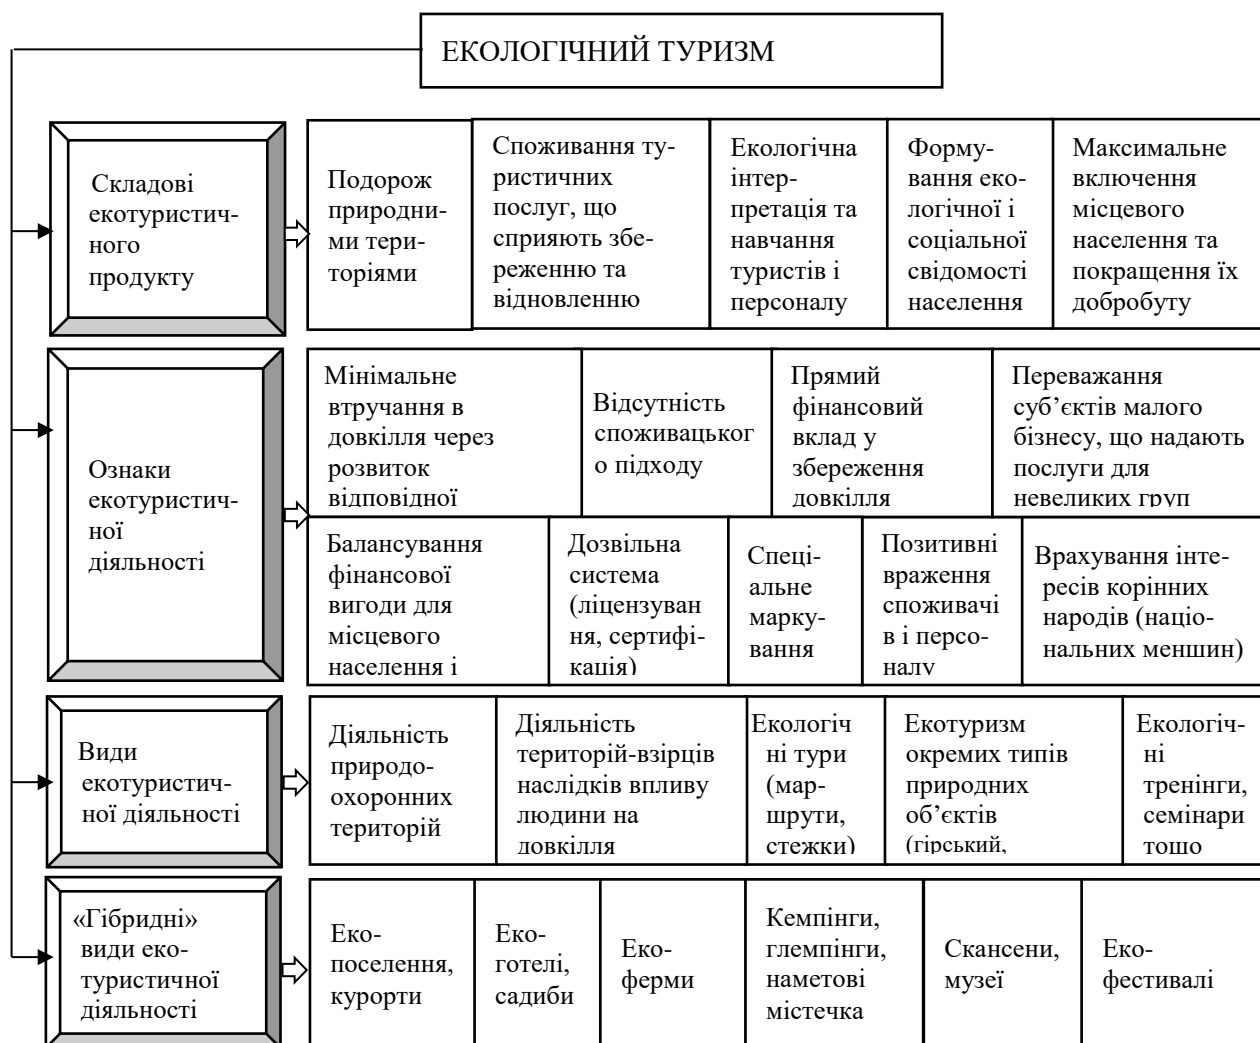 ЕКОЛОГІЧНИЙ ТУРИЗМ
Складові
екотуристич-
ного
продукту
Подорож
природни-
ми тери-
торіями
Споживання ту-
ристичних
послуг, що
сприяють збе-
реженню та
відновленню
Екологічна
інтер-
претація та
навчання
туристів і
персоналу
Форму-
вання еко-
логічної і
соціальної
свідомості
населення
Максимальне
включення
місцевого
населення та
покращення їх
добробуту
Ознаки
екотуристич-
ної
діяльності
Мінімальне
втручання в
довкілля через
розвиток
відповідної
Відсутність
споживацьког
о підходу
Прямий
фінансовий
вклад у
збереження
довкілля
Переважання
суб’єктів малого
бізнесу, що надають
послуги для
невеликих груп
Балансування
фінансової
вигоди для
місцевого
населення і
Дозвільна
система
(ліцензуван
ня, сертифі-
кація)
Спеці-
альне
марку-
вання
Позитивні
враження
споживачі
в і персо-
налу
Врахування інте-
ресів корінних
народів (націо-
нальних меншин)
Види
екотуристич-
ної діяльності
Діяльність
природо-
охоронних
територій
Діяльність
територій-взірців
наслідків впливу
людини на
довкілля
Екологіч
ні тури
(мар-
шрути,
стежки)
Екотуризм
окремих типів
природних
об’єктів
(гірський,
Екологіч-
ні
тренінги,
семінари
тошо
«Гібридні»
види еко-
туристичної
діяльності
Еко-
поселення,
курорти
Еко-
готелі,
садиби
Еко-
ферми
Кемпінги,
глемпінги,
наметові
містечка
Скансени,
музеї
Еко-
фестивалі